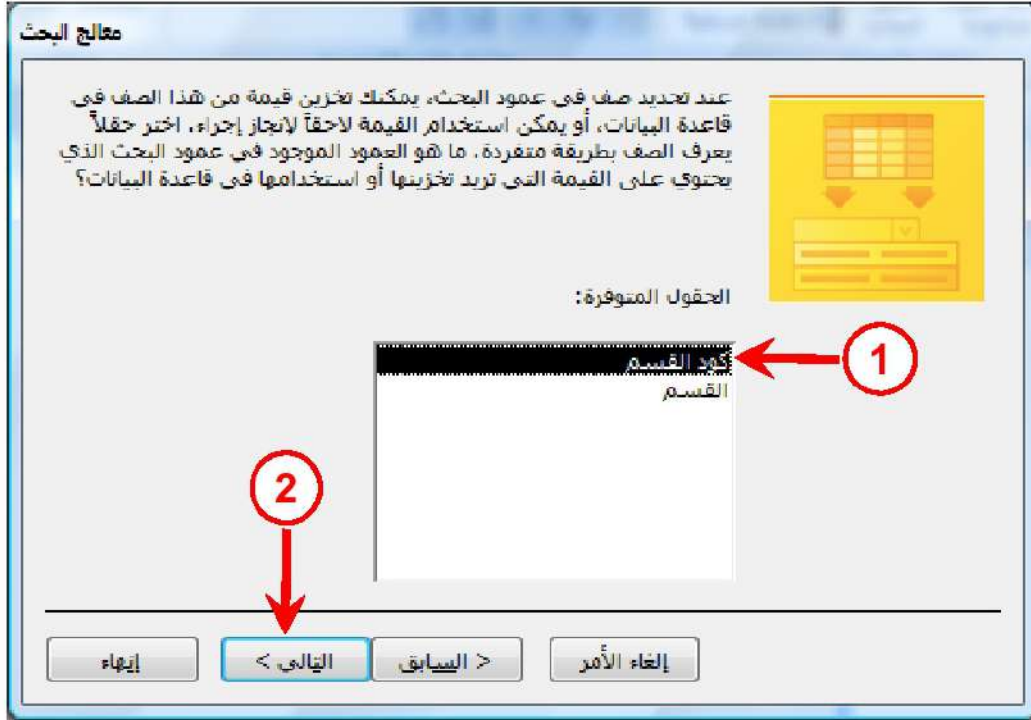 معالج البحث
عند تحديد صف في عمود البحث، يمكنك تخزين قيمة من هذا الصف في
قاعدة البيانات، أو يمكن استخدام القيمة لاحقاً لإنجاز إجراء. اختر حقلاً
يعرف الصف بطريقة متفردة. ما هو العمود الموجود في عمود البحث الذي
يحتوي على القيمة التي تريد تخزينها أو استخدامها في قاعدة البيانات؟
الحقول المتوفرة:
كود القسم
1
القسم
2
إلغاء الأمر
< السابق
التالي >
إنهاء